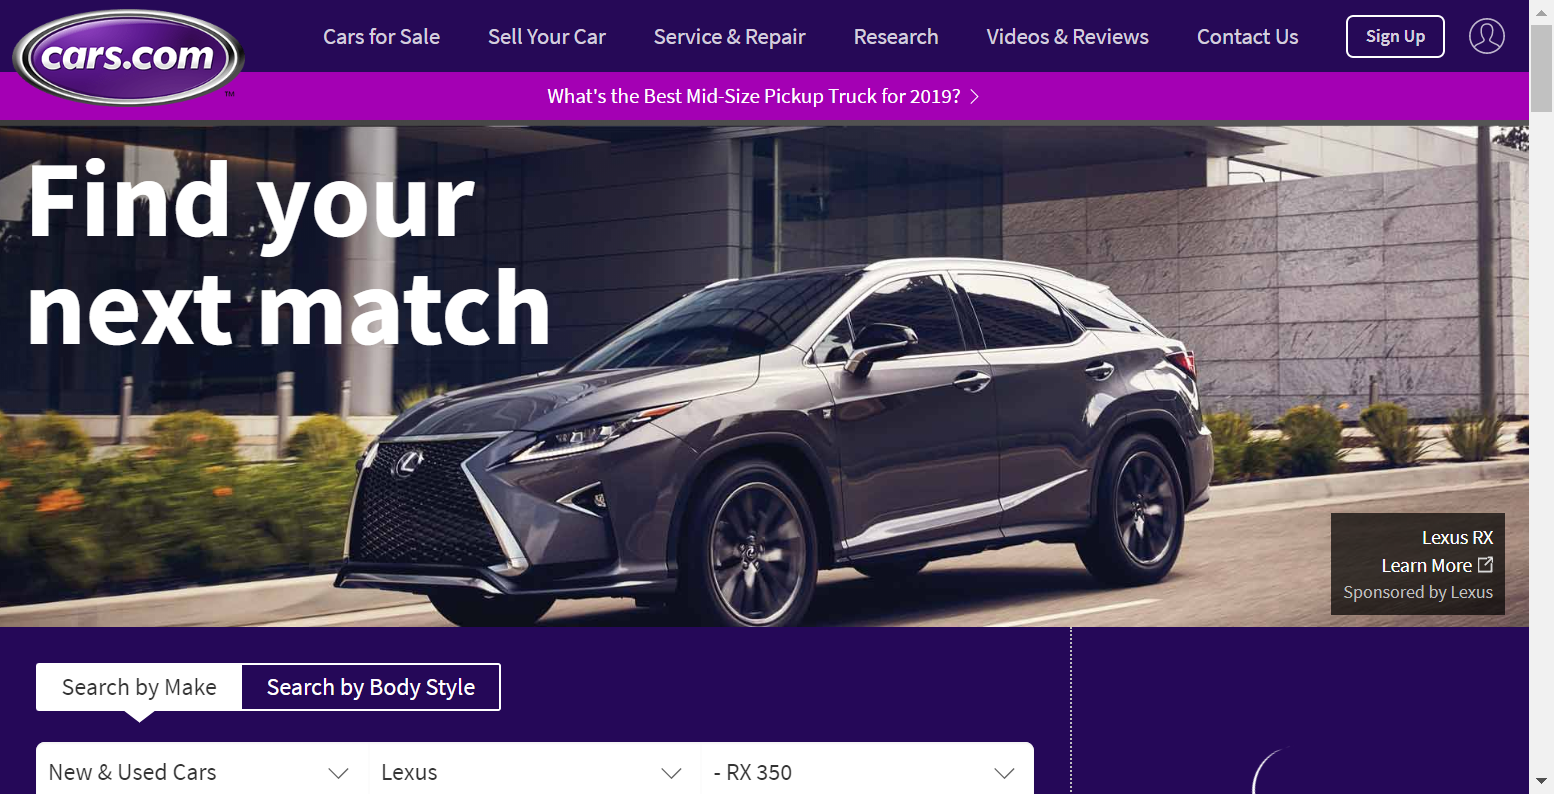 cars.com
TM
Cars for Sale
Sell Your Car
Service & Repair
Research
Videos & Reviews
Contact Us
Sign Up
What's the Best Mid-Size Pickup Truck for 2019?
Find your
next match
Lexus RX
Learn More
Sponsored by Lexus
Search by Make
Search by Body Style
New & Used Cars
Lexus
- RX 350